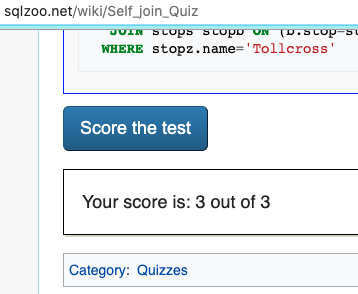 sqlzoo.net/wiki/Self_join_Quiz
JOIN stops stopb ON (b.stop=st
WHERE stopz.name='Tollcross'
Score the test
Your score is: 3 out of 3
Category: Quizzes